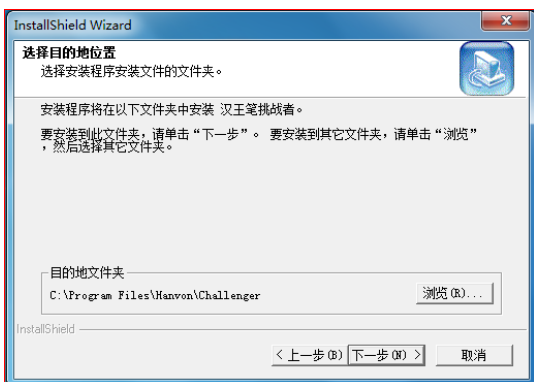 InstallShield Wizard
选择目的地位置
选择安装程序安装文件的文件夹。
安装程序将在以下文件夹中安装 汉王笔挑战者。
要安装到此文件夹，请单击“下一步”。 要安装到其它文件夹，请单击“浏览”
，然后选择其它文件夹。
目的地文件夹
C:\Program Files\Hanvon\Challenger
浏览(R)...
InstallShield
< 上一步(B) 下一步(N) > 取消